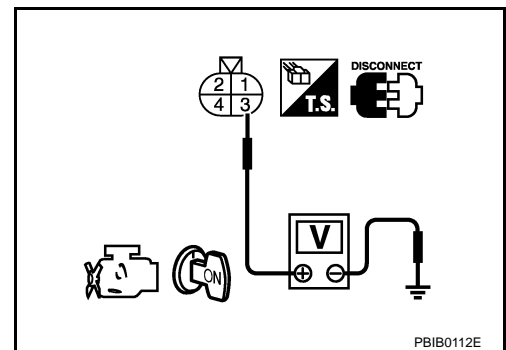 DISCONNECT
2 1
4 3
T.S.
V
ON
PBIB0112E